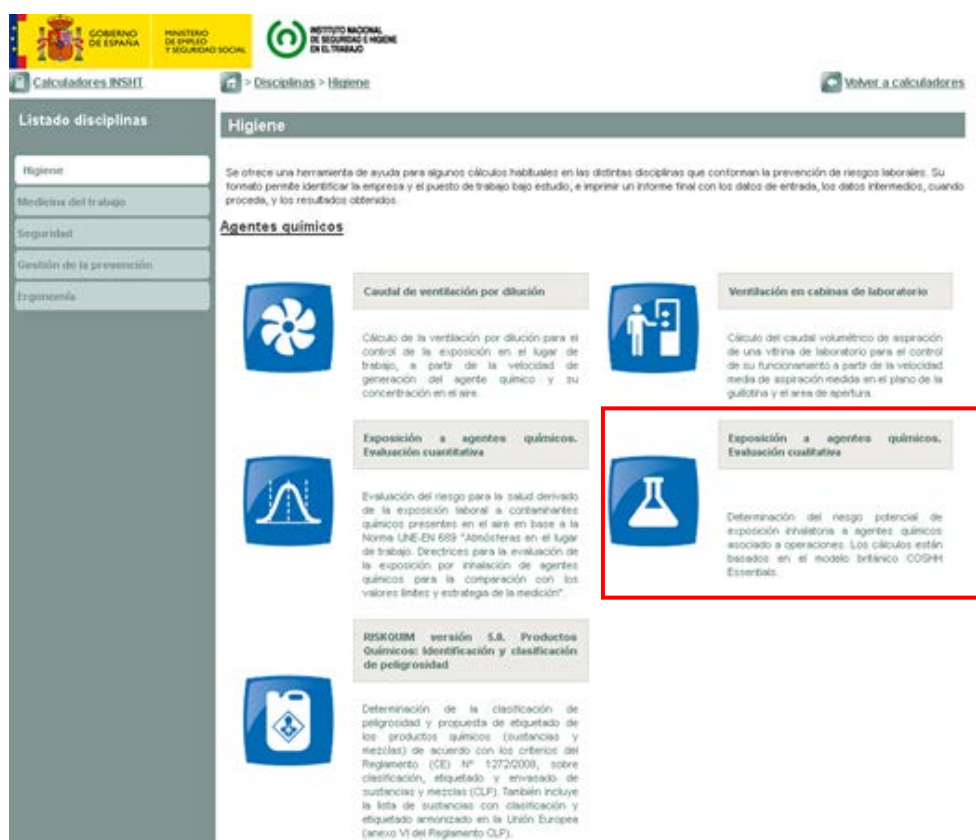 GOBIERNO
DE ESPAÑA
MINISTERIO
DE EMPLEO
Y SEGURIDAD SOCIAL
INSTITUTO NACIONAL
DE SEGURIDAD E HIGIENE
EN EL TRABAJO
Calculadores INSHT
> Disciplinas > Higiene
Volver a calculadores
Listado disciplinas
Higiene
Medicina del trabajo
Seguridad
Gestión de la prevención
Ergonomía
Higiene
Se ofrece una herramienta de ayuda para algunos cálculos habituales en las distintas disciplinas que conforman la prevención de riesgos laborales. Su
formato permite identificar la empresa y el puesto de trabajo bajo estudio, e imprimir un informe final con los datos de entrada, los datos intermedios, cuando
proceda, y los resultados obtenidos.
Agentes químicos
Caudal de ventilación por dilución
Cálculo de la ventilación por dilución para el
control de la exposición en el lugar de
trabajo, a partir de la velocidad de
generación del agente químico y su
concentración en el aire.
Ventilación en cabinas de laboratorio
Cálculo del caudal volumétrico de aspiración
de una vitrina de laboratorio para el control
de su funcionamiento a partir de la velocidad
media de aspiración medida en el plano de la
guillotina y el area de apertura.
Exposición a agentes químicos.
Evaluación cuantitativa
Evaluación del riesgo para la salud derivado
de la exposición laboral a contaminantes
químicos presentes en el aire en base a la
Norma UNE-EN 689 "Atmósferas en el lugar
de trabajo. Directrices para la evaluación de
la exposición por inhalación de agentes
químicos para la comparación con los
valores límites y estrategia de la medición".
Exposición a agentes químicos.
Evaluación cualitativa
Determinación del riesgo potencial de
exposición inhalatoria a agentes químicos
asociado a operaciones. Los cálculos están
basados en el modelo británico COSHH
Essentials.
RISKQUIM versión 5.0. Productos
Químicos: Identificación y clasificación
de peligrosidad
Determinación de la clasificación de
peligrosidad y propuesta de etiquetado de
los productos químicos (sustancias y
mezclas) de acuerdo con los criterios del
Reglamento (CE) Nº 1272/2008, sobre
clasificación, etiquetado y envasado de
sustancias y mezclas (CLP). También incluye
la lista de sustancias con clasificación y
etiquetado armonizado en la Unión Europea
(anexo VI del Reglamento CLP).